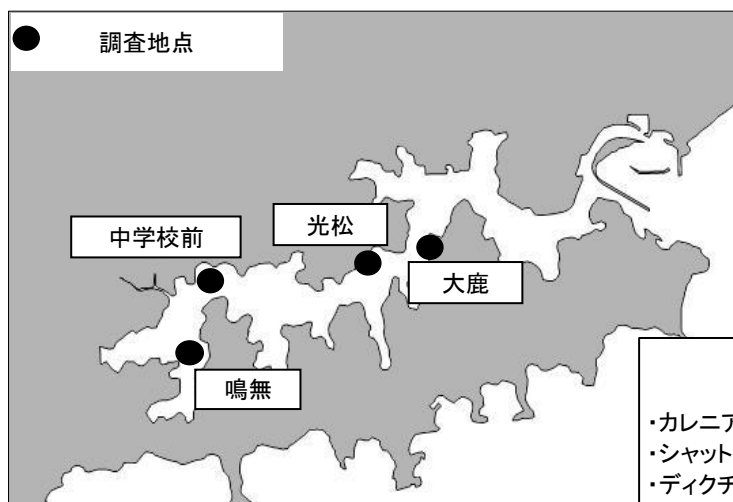 調査地点
光松
中学校前
大鹿
鳴無
・カレニア
・シャット
・ディクチ